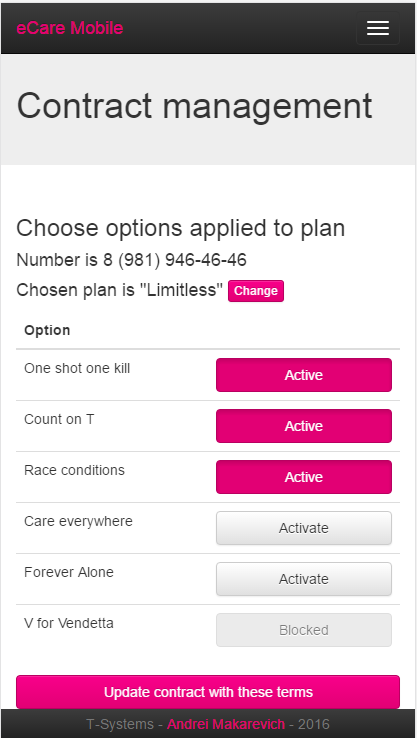 eCare Mobile
Contract management
Choose options applied to plan
Number is 8 (981) 946-46-46
Chosen plan is "Limitless" Change
Option
One shot one kill Active
Count on T Active
Race conditions Active
Care everywhere Activate
Forever Alone Activate
V for Vendetta Blocked
Update contract with these terms
T-Systems - Andrei Makarevich - 2016